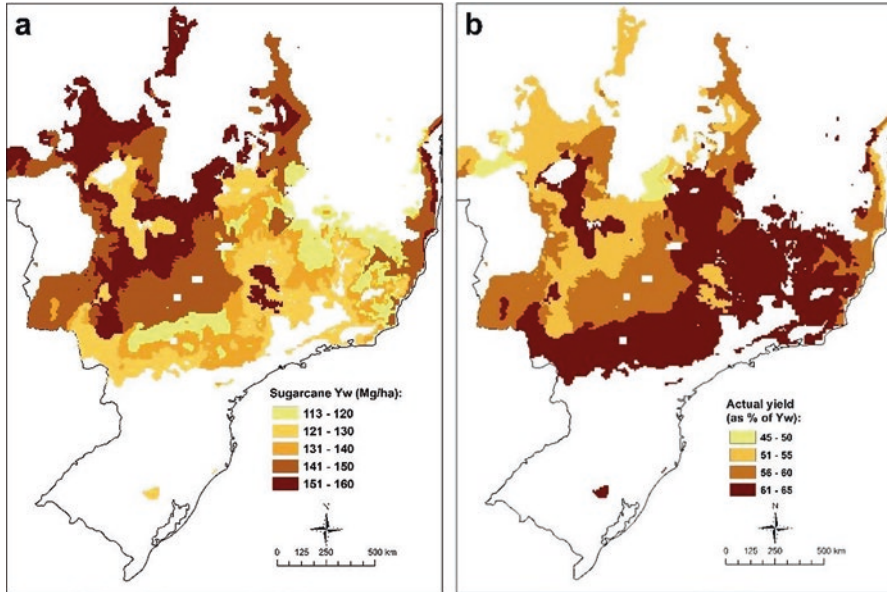 a
Sugarcane Yw (Mg/ha):
113 - 120
121 - 130
131 - 140
141 - 150
151 - 160
N
0 125 250 500 km
b
Actual yield
(as % of Yw):
45 - 50
51 - 55
56 - 60
61 - 65
N
0 125 250 500 km